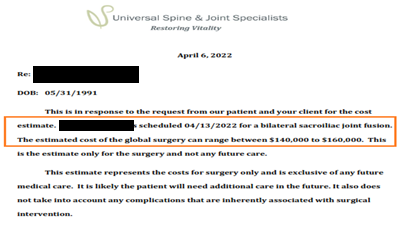 Universal Spine & Joint Specialists
Restoring Vitality
April 6, 2022
Re:
DOB: 05/31/1991
This is in response to the request from our patient and your client for the cost
estimate. s scheduled 04/13/2022 for a bilateral sacroiliac joint fusion.
The estimated cost of the global surgery can range between $140,000 to $160,000. This
is the estimate only for the surgery and not any future care.
This estimate represents the costs for surgery only and is exclusive of any future
medical care. It is likely the patient will need additional care in the future. It also does
not take into account any complications that are inherently associated with surgical
intervention.